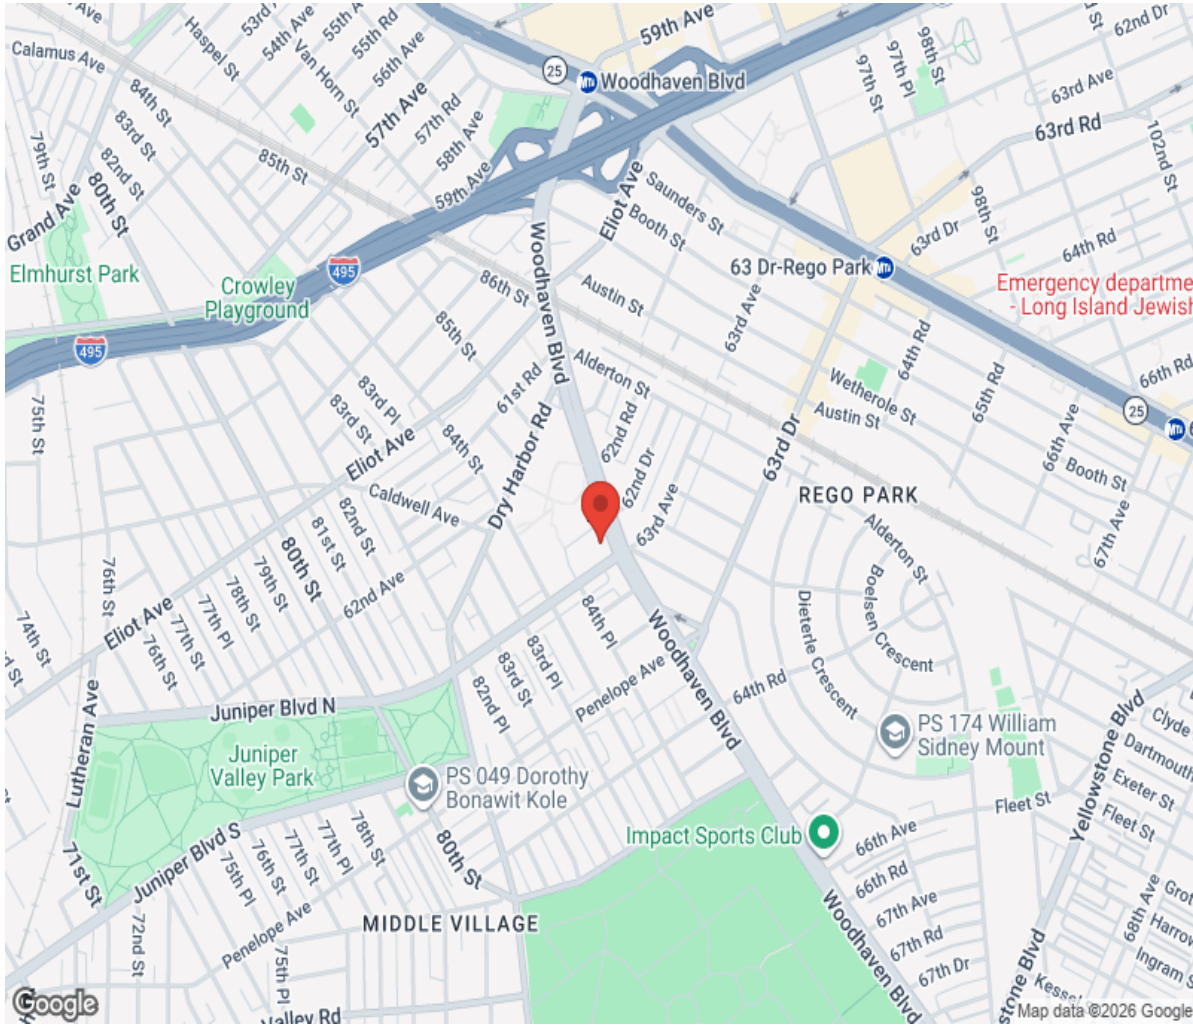 59th Ave
53rd Ave
54th Ave
55th Ave
55th Rd
56th Ave
Haspel St
Van Horn St
Calamus Ave
84th St
83rd St
82nd St
79th St
80th St
85th St
57th Ave
57th Rd
58th Ave
59th Ave
25
Woodhaven Blvd
98th St
97th Pl
97th St
62nd Dr
63rd Ave
63rd Rd
102nd St
98th St
63rd Dr
64th Rd
Grand Ave
Elmhurst Park
Crowley
Playground
495
495
86th St
85th St
Woodhaven Blvd
Eliot Ave
Saunders St
Booth St
Austin St
63rd Ave
63 Dr-Rego Park
Emergency departme
- Long Island Jewish
64th Rd
65th Rd
66th Rd
66th Ave
25
Wetherole St
Austin St
Booth St
67th Ave
75th St
83rd Pl
83rd St
84th St
61st Rd
Dry Harbor Rd
Alderton St
62nd Rd
62nd Dr
63rd Ave
63rd Dr
REGO PARK
Alderton St
Boelsen Crescent
Dieterle Crescent
Eliot Ave
Caldwell Ave
82nd St
81st St
80th St
79th St
78th St
77th Pl
77th St
76th St
76th St
74th St
d St
Eliot Ave
62nd Ave
84th Pl
83rd Pl
83rd St
82nd Pl
Penelope Ave
Woodhaven Blvd
64th Rd
Juniper Blvd N
Lutheran Ave
Juniper
Valley Park
PS 049 Dorothy
Bonawit Kole
PS 174 William
Sidney Mount
Yellowstone Blvd
Clyde
Dartmouth
Exeter St
Fleet St
Fleet St
Impact Sports Club
66th Ave
66th Rd
67th Ave
67th Rd
67th Dr
Woodhaven Blvd
68th Ave
Grot
Harrow
Ingram S
Kessel
stone Blvd
71st St
Juniper Blvd S
75th Pl
76th St
77th St
77th Pl
78th St
80th St
72nd St
Penelope Ave
75th Pl
MIDDLE VILLAGE
Valley Rd
Google
Map data ©2026 Google